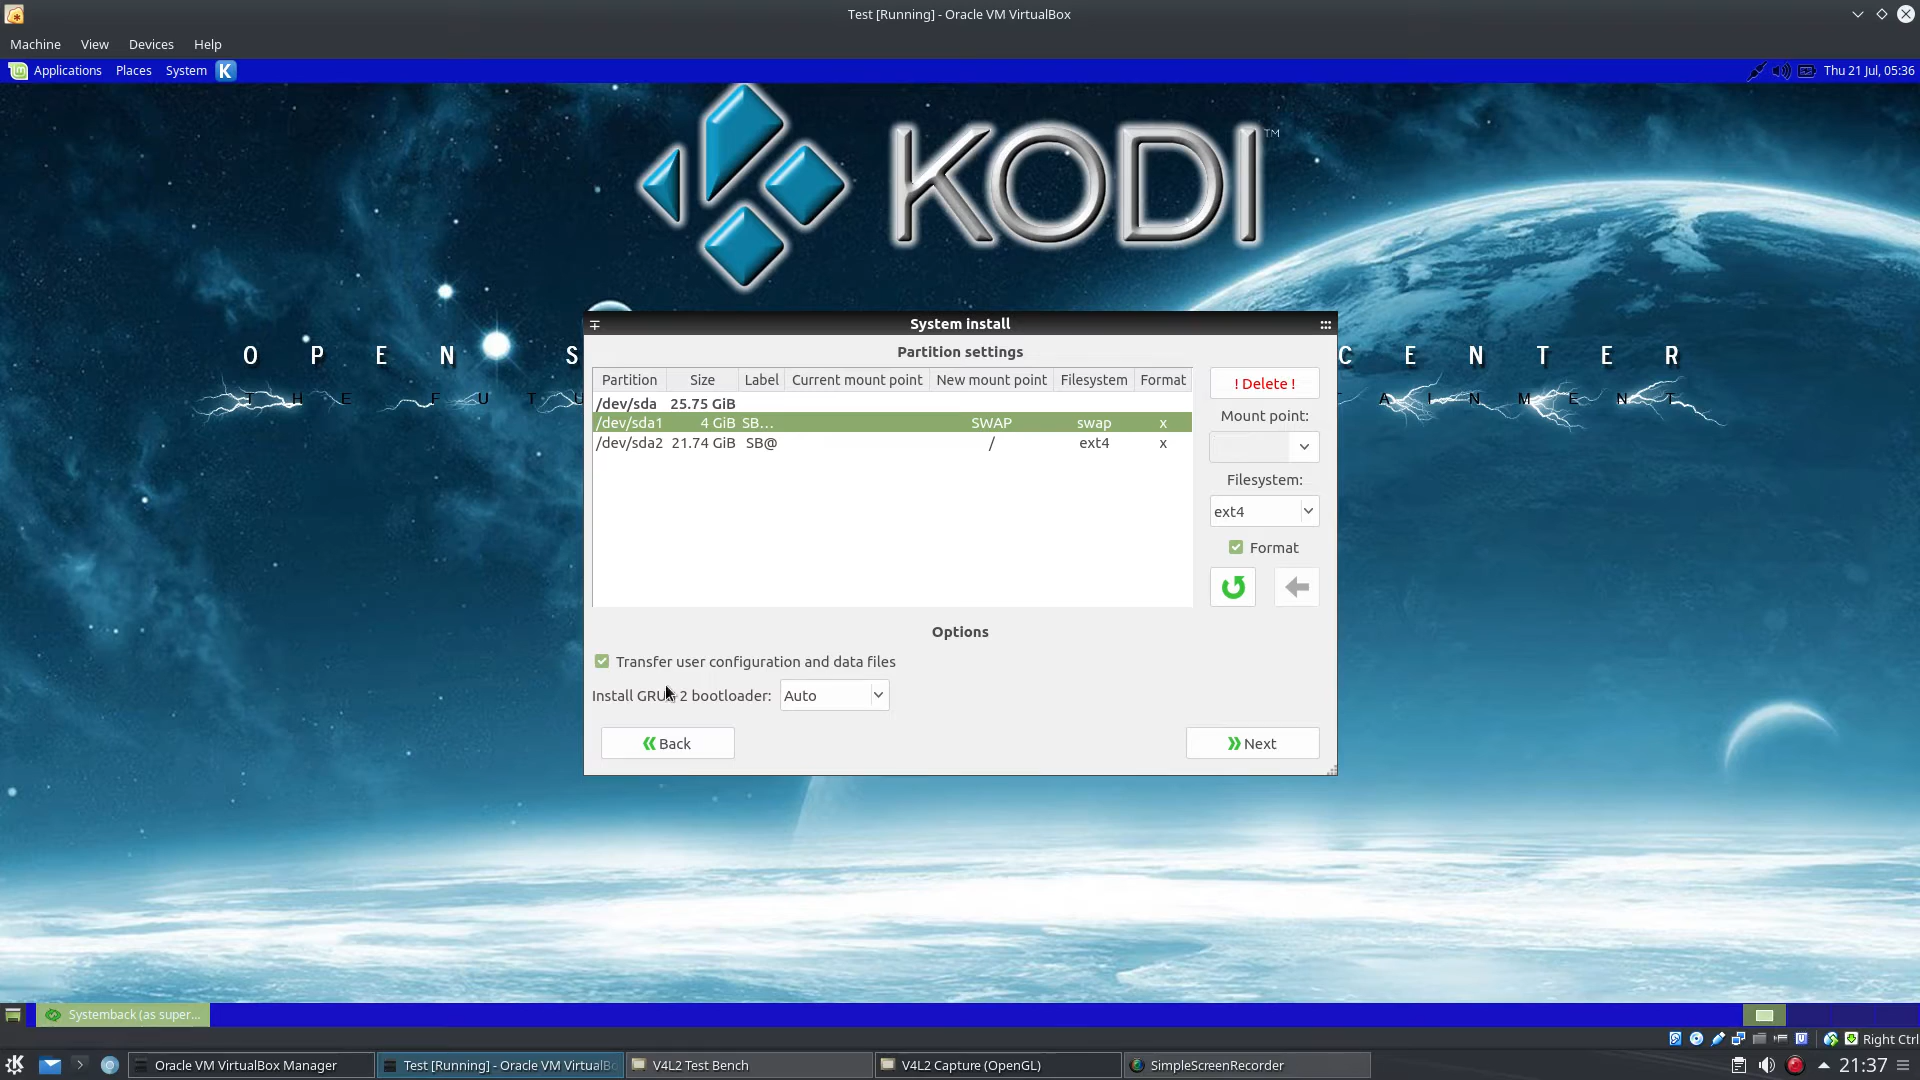 Test [Running] - Oracle VM VirtualBox
Machine View Devices Help
Applications Places System K Thu 21 Jul, 05:36
KODI TM
O P E N S C E N T E R
T H E F U T U T A I N M E N T
System install
Partition settings
Partition Size Label Current mount point New mount point Filesystem Format
/dev/sda 25.75 GiB
/dev/sda1 4 GiB SB... SWAP swap x
/dev/sda2 21.74 GiB SB@ / ext4 x
! Delete !
Mount point:
Filesystem:
ext4
Format
Options
Transfer user configuration and data files
Install GRU 2 bootloader: Auto
Back
Next
Systemback (as super...
Right Ctrl
Oracle VM VirtualBox Manager
Test [Running] - Oracle VM VirtualBo
V4L2 Test Bench
V4L2 Capture (OpenGL)
SimpleScreenRecorder
21:37